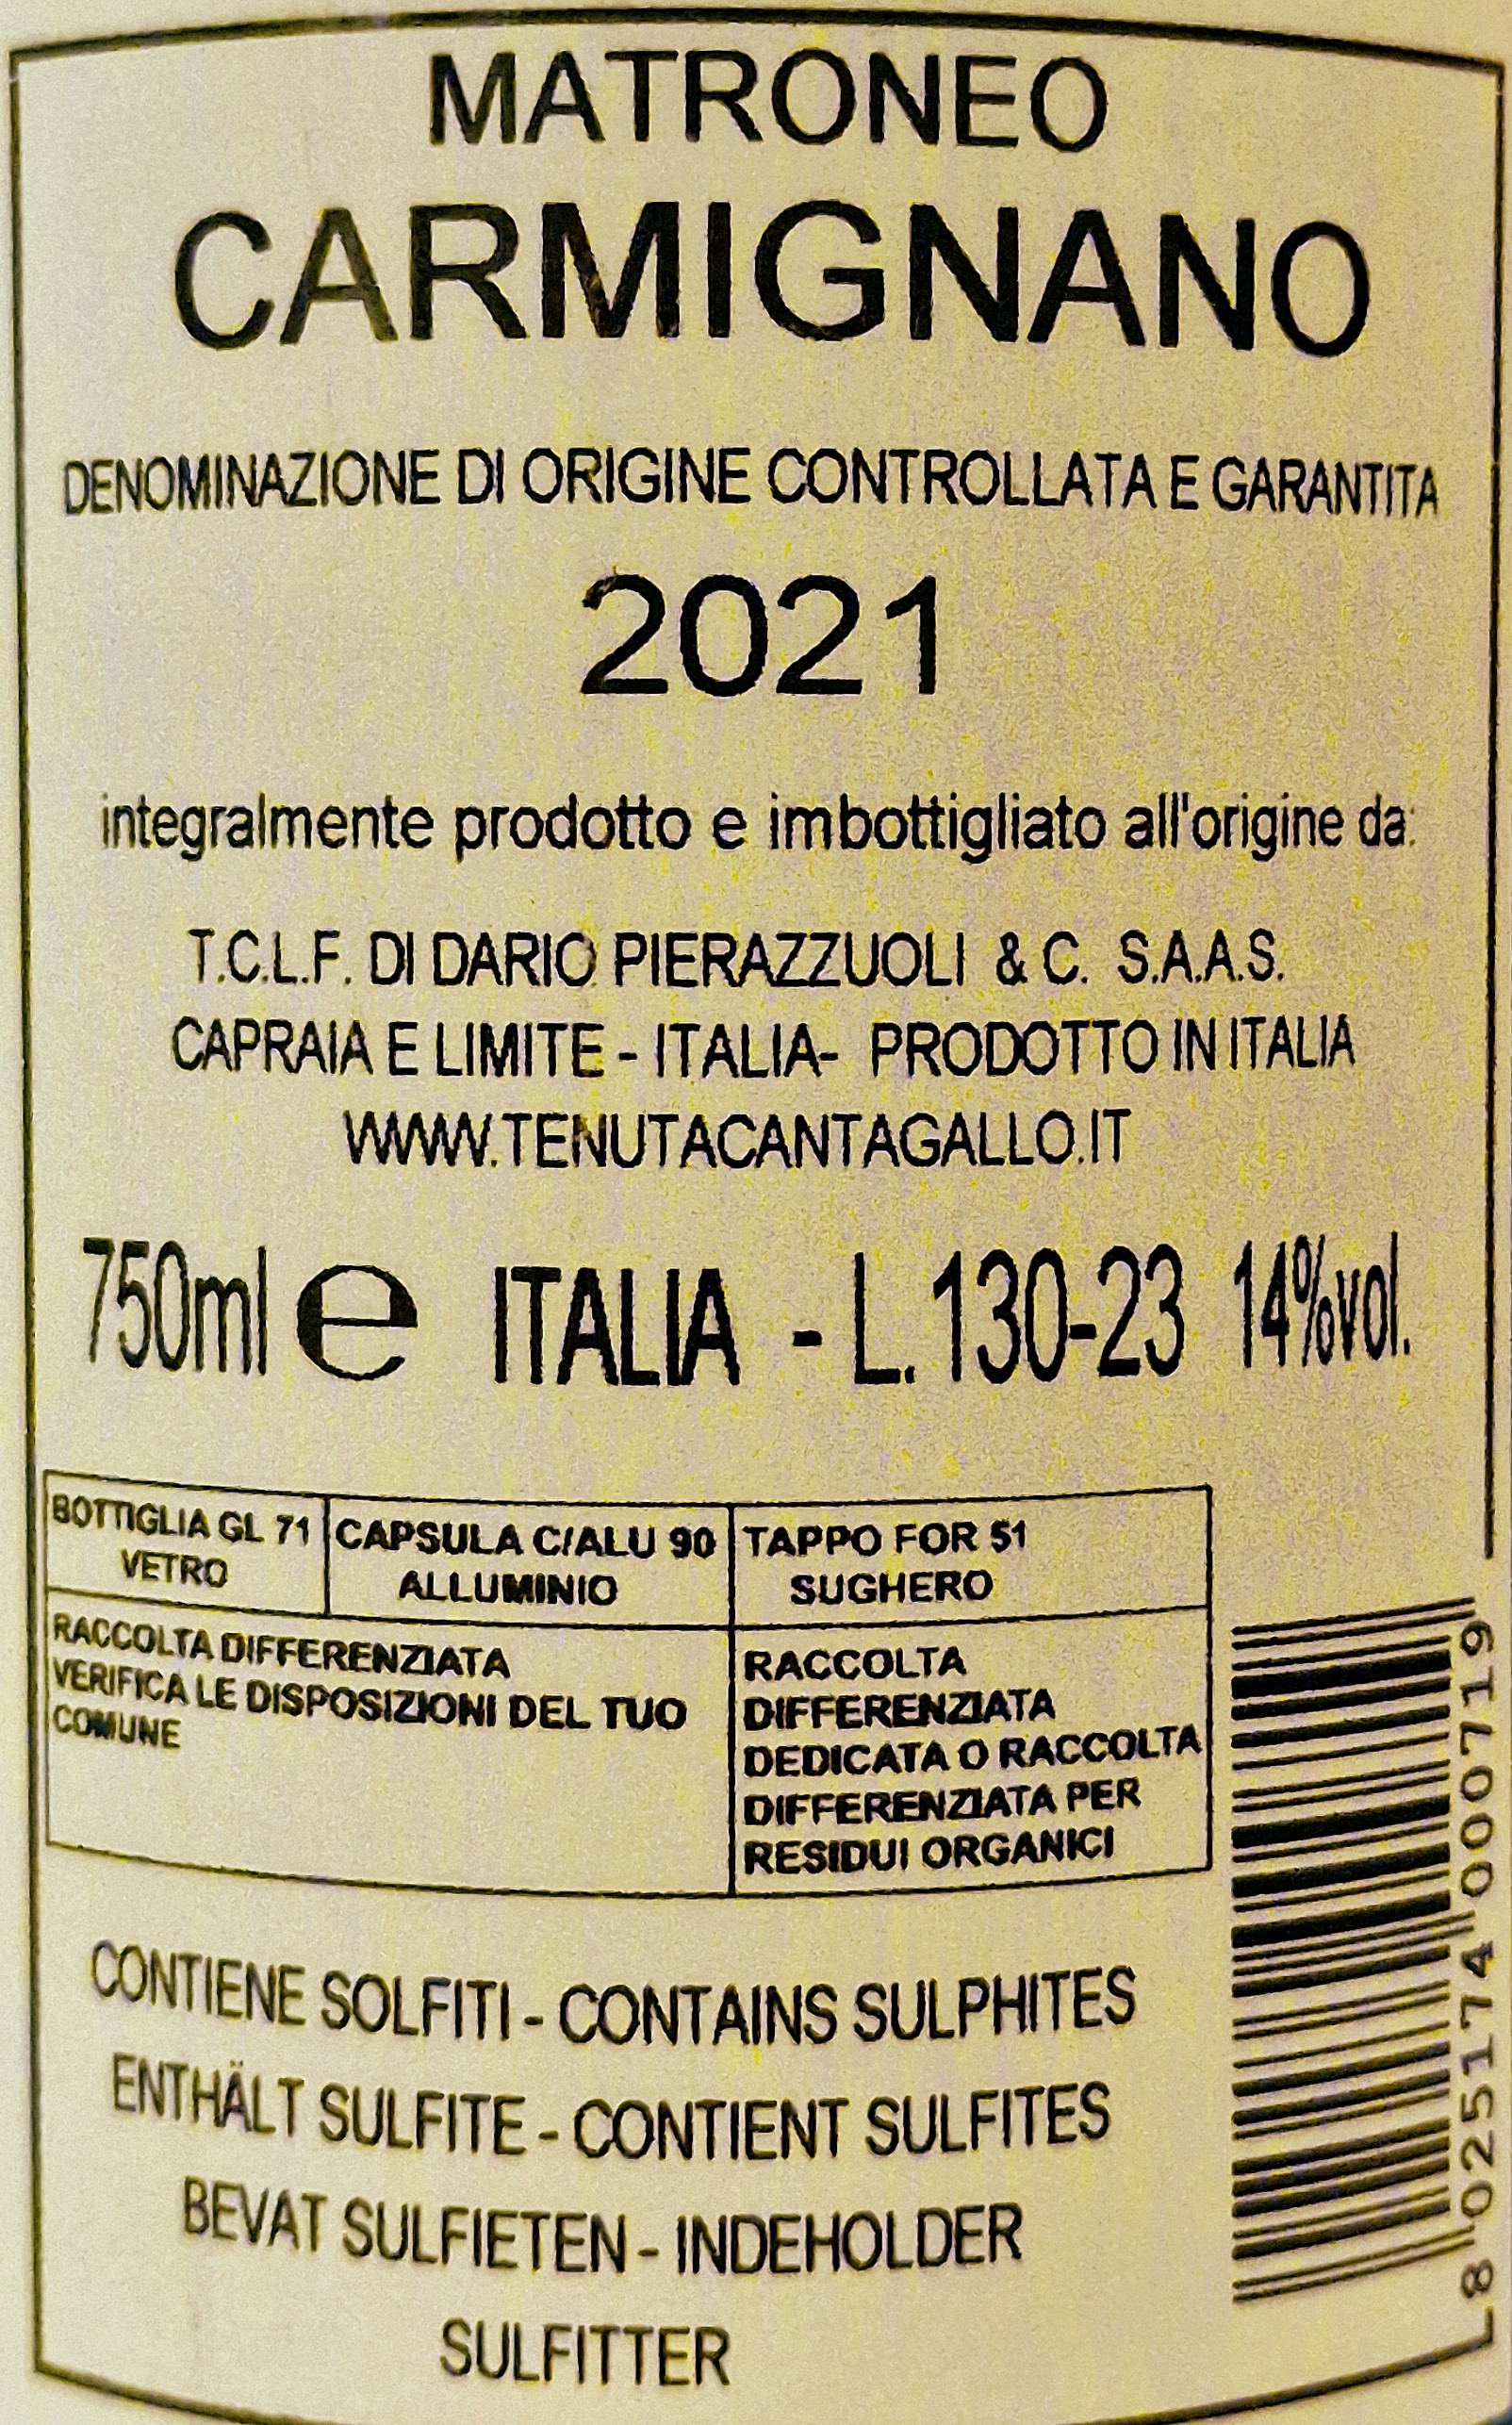 MATRONEO
CARMIGNANO
DENOMINAZIONE DI ORIGINE CONTROLLATA E GARANTITA
2021
integralmente prodotto e imbottigliato all'origine da:
T.C.L.F. DI DARIO PIERAZZUOLI & C. S.A.A.S.
CAPRAIA E LIMITE - ITALIA- PRODOTTO IN ITALIA
WWW.TENUTACANTAGALLO.IT
750ml e ITALIA - L.130-23 14%vol.
BOTTIGLIA GL 71
VETRO
CAPSULA C/ALU 90
ALLUMINIO
TAPPO FOR 51
SUGHERO
RACCOLTA DIFFERENZIATA
VERIFICA LE DISPOSIZIONI DEL TUO
COMUNE
RACCOLTA
DIFFERENZIATA
DEDICATA O RACCOLTA
DIFFERENZIATA PER
RESIDUI ORGANICI
8 025174 000719
CONTIENE SOLFITI - CONTAINS SULPHITES
ENTHÄLT SULFITE - CONTIENT SULFITES
BEVAT SULFIETEN - INDEHOLDER
SULFITTER